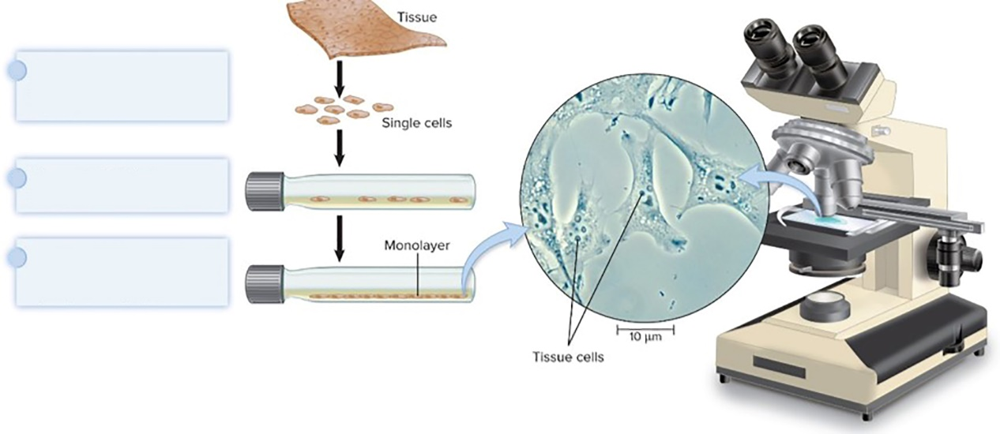 Tissue
Single cells
Monolayer
10 µm
Tissue cells